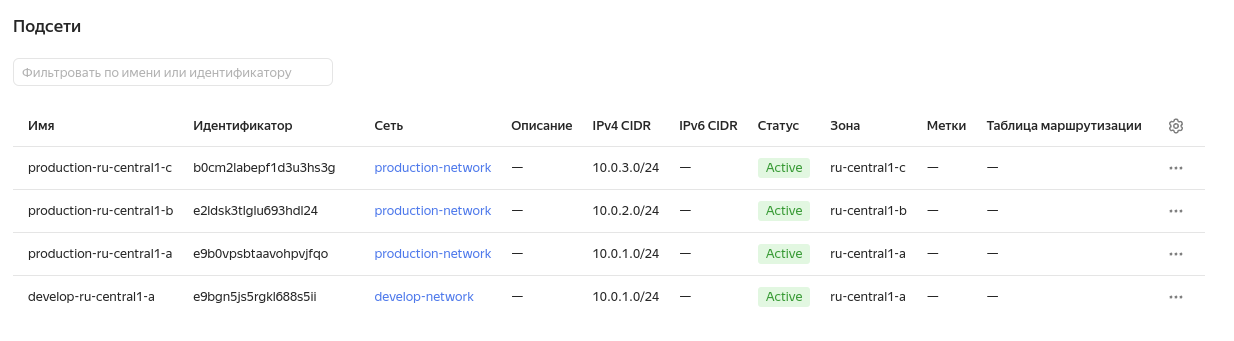 Подсети
Фильтровать по имени или идентификатору
Имя Идентификатор Сеть Описание IPv4 CIDR IPv6 CIDR Статус Зона Метки Таблица маршрутизации
production-ru-central1-c b0cm2labepf1d3u3hs3g production-network — 10.0.3.0/24 — Active ru-central1-c — —
production-ru-central1-b e2ldsk3tlglu693hdl24 production-network — 10.0.2.0/24 — Active ru-central1-b — —
production-ru-central1-a e9b0vpsbtaavohpvjfqo production-network — 10.0.1.0/24 — Active ru-central1-a — —
develop-ru-central1-a e9bgn5js5rgkl688s5ii develop-network — 10.0.1.0/24 — Active ru-central1-a — —